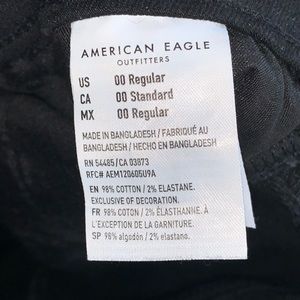 AMERICAN EAGLE
OUTFITTERS
US 00 Regular
CA 00 Standard
MX 00 Regular
MADE IN BANGLADESH / FABRIQUÉ AU
BANGLADESH / HECHO EN BANGLADESH
RN 54485/CA 03873
RFC# AEM120605U9A
EN 98% COTTON / 2% ELASTANE.
EXCLUSIVE OF DECORATION.
FR 98% COTON / 2% ÉLASTHANNE. À
L'EXCEPTION DE LA GARNITURE.
SP 98% algodón / 2% elastano.